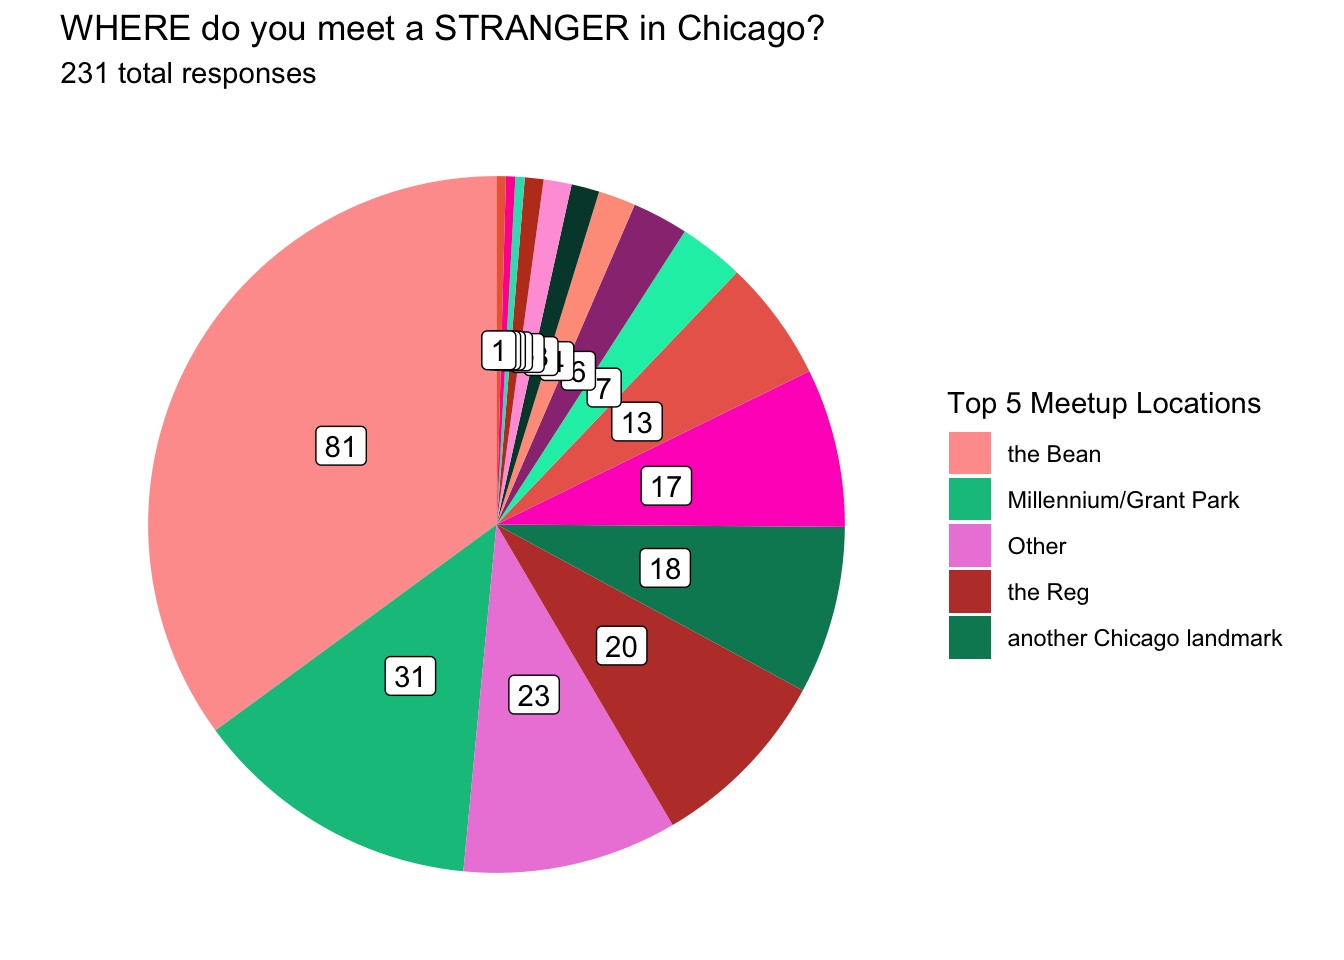 WHERE do you meet a STRANGER in Chicago?
231 total responses
1
6
7
13
81
17
18
20
31
23
Top 5 Meetup Locations
the Bean
Millennium/Grant Park
Other
the Reg
another Chicago landmark